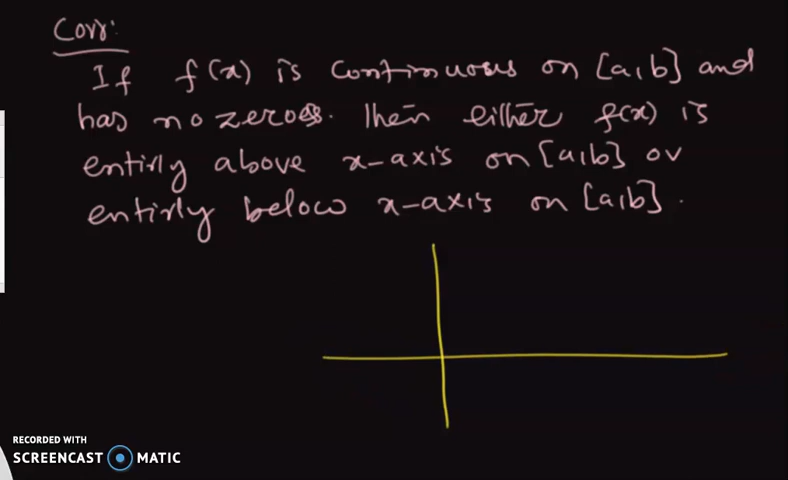 Corr:
If f(x) is continuous on [a,b] and
has no zeroes. Then either f(x) is
entirly above x-axis on [a,b] or
entirly below x-axis on [a,b].
RECORDED WITH
SCREENCAST MATIC